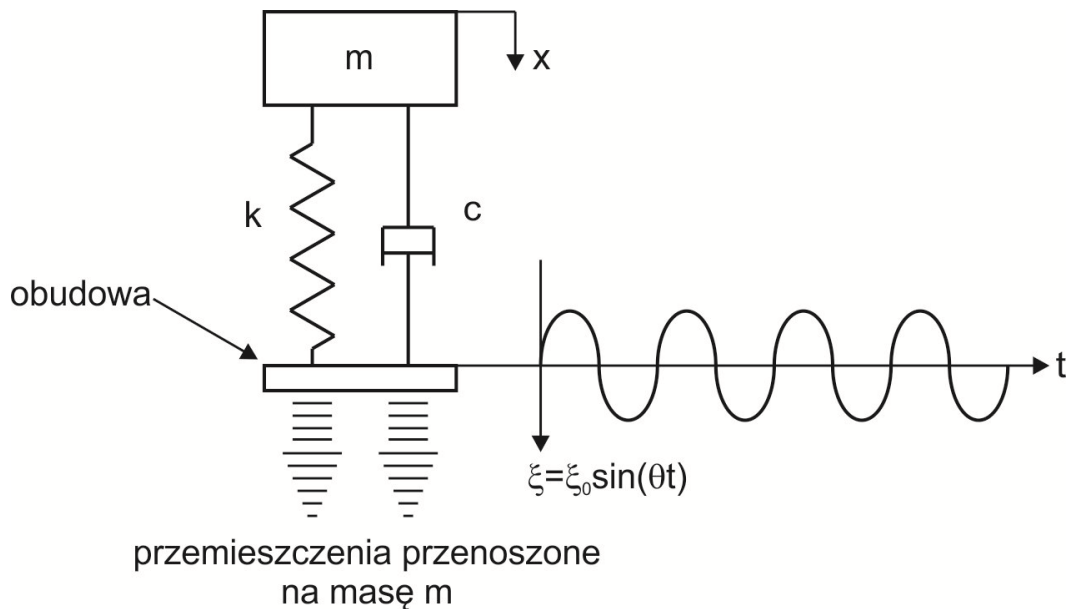 m
x
k
c
obudowa
t
ξ=ξ₀sin(θt)
przemieszczenia przenoszone
na masę m